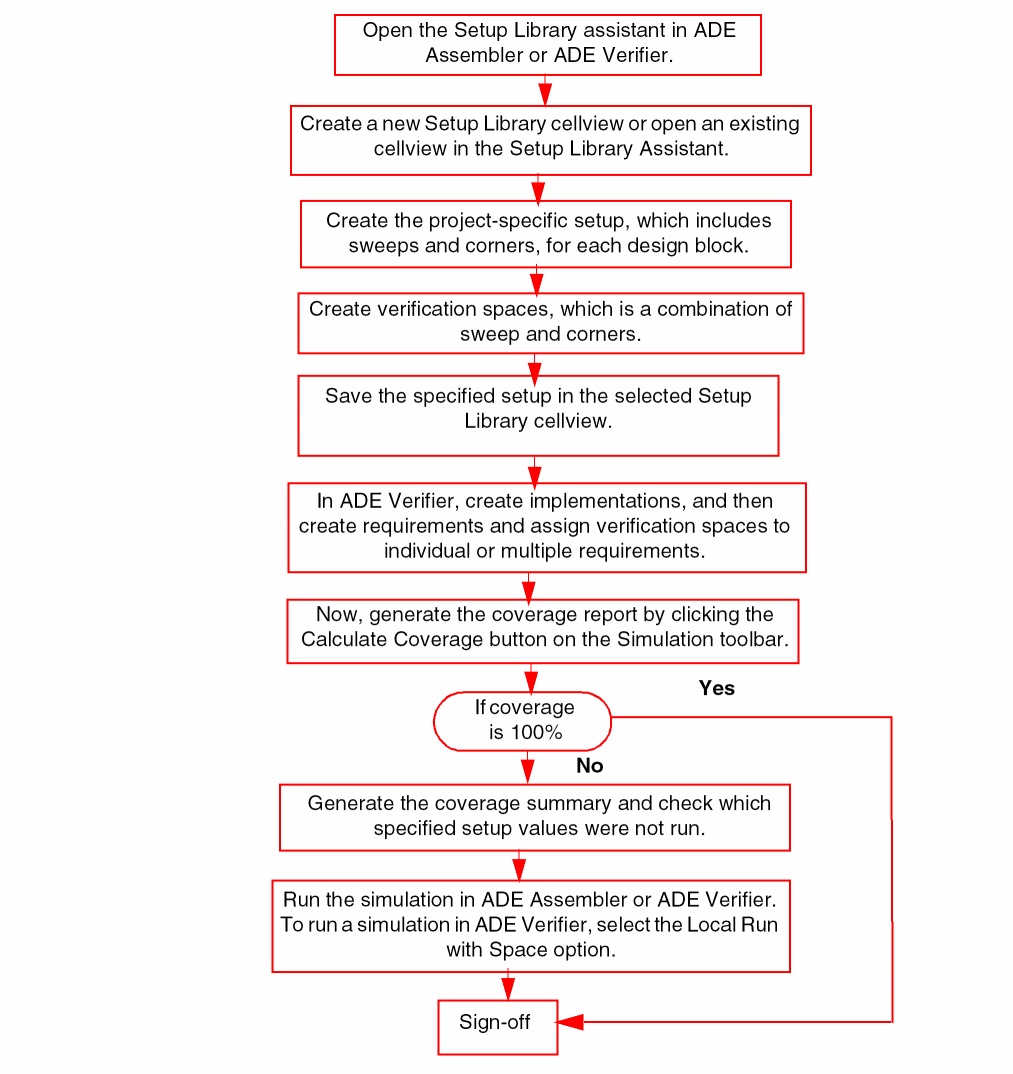 Open the Setup Library assistant in ADE
Assembler or ADE Verifier.
Create a new Setup Library cellview or open an existing
cellview in the Setup Library Assistant.
Create the project-specific setup, which includes
sweeps and corners, for each design block.
Create verification spaces, which is a combination of
sweep and corners.
Save the specified setup in the selected Setup
Library cellview.
In ADE Verifier, create implementations, and then
create requirements and assign verification spaces to
individual or multiple requirements.
Now, generate the coverage report by clicking the
Calculate Coverage button on the Simulation toolbar.
Yes
If coverage
is 100%
No
Generate the coverage summary and check which
specified setup values were not run.
Run the simulation in ADE Assembler or ADE Verifier.
To run a simulation in ADE Verifier, select the Local Run
with Space option.
Sign-off